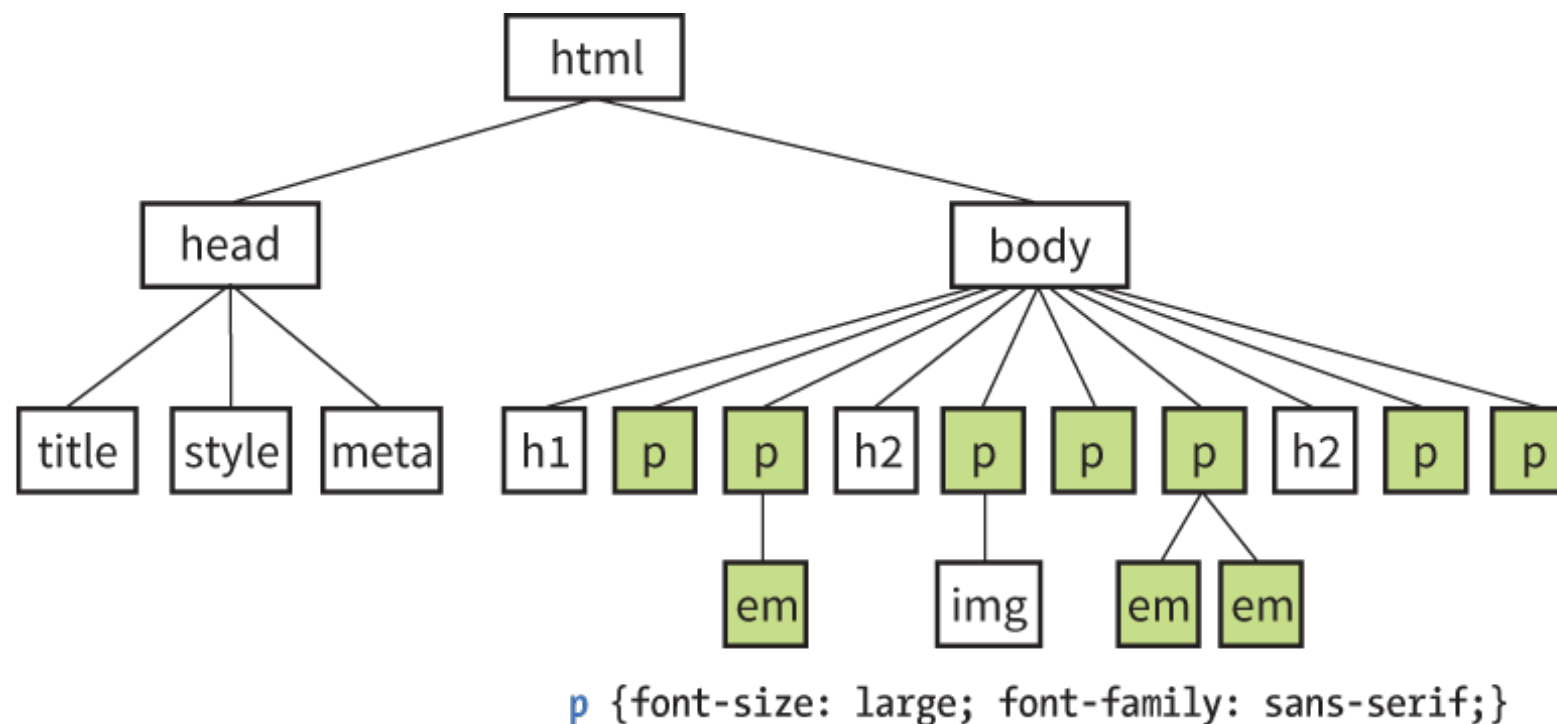 html
head body
title style meta h1 p p h2 p p p h2 p p
em img em em
p {font-size: large; font-family: sans-serif;}